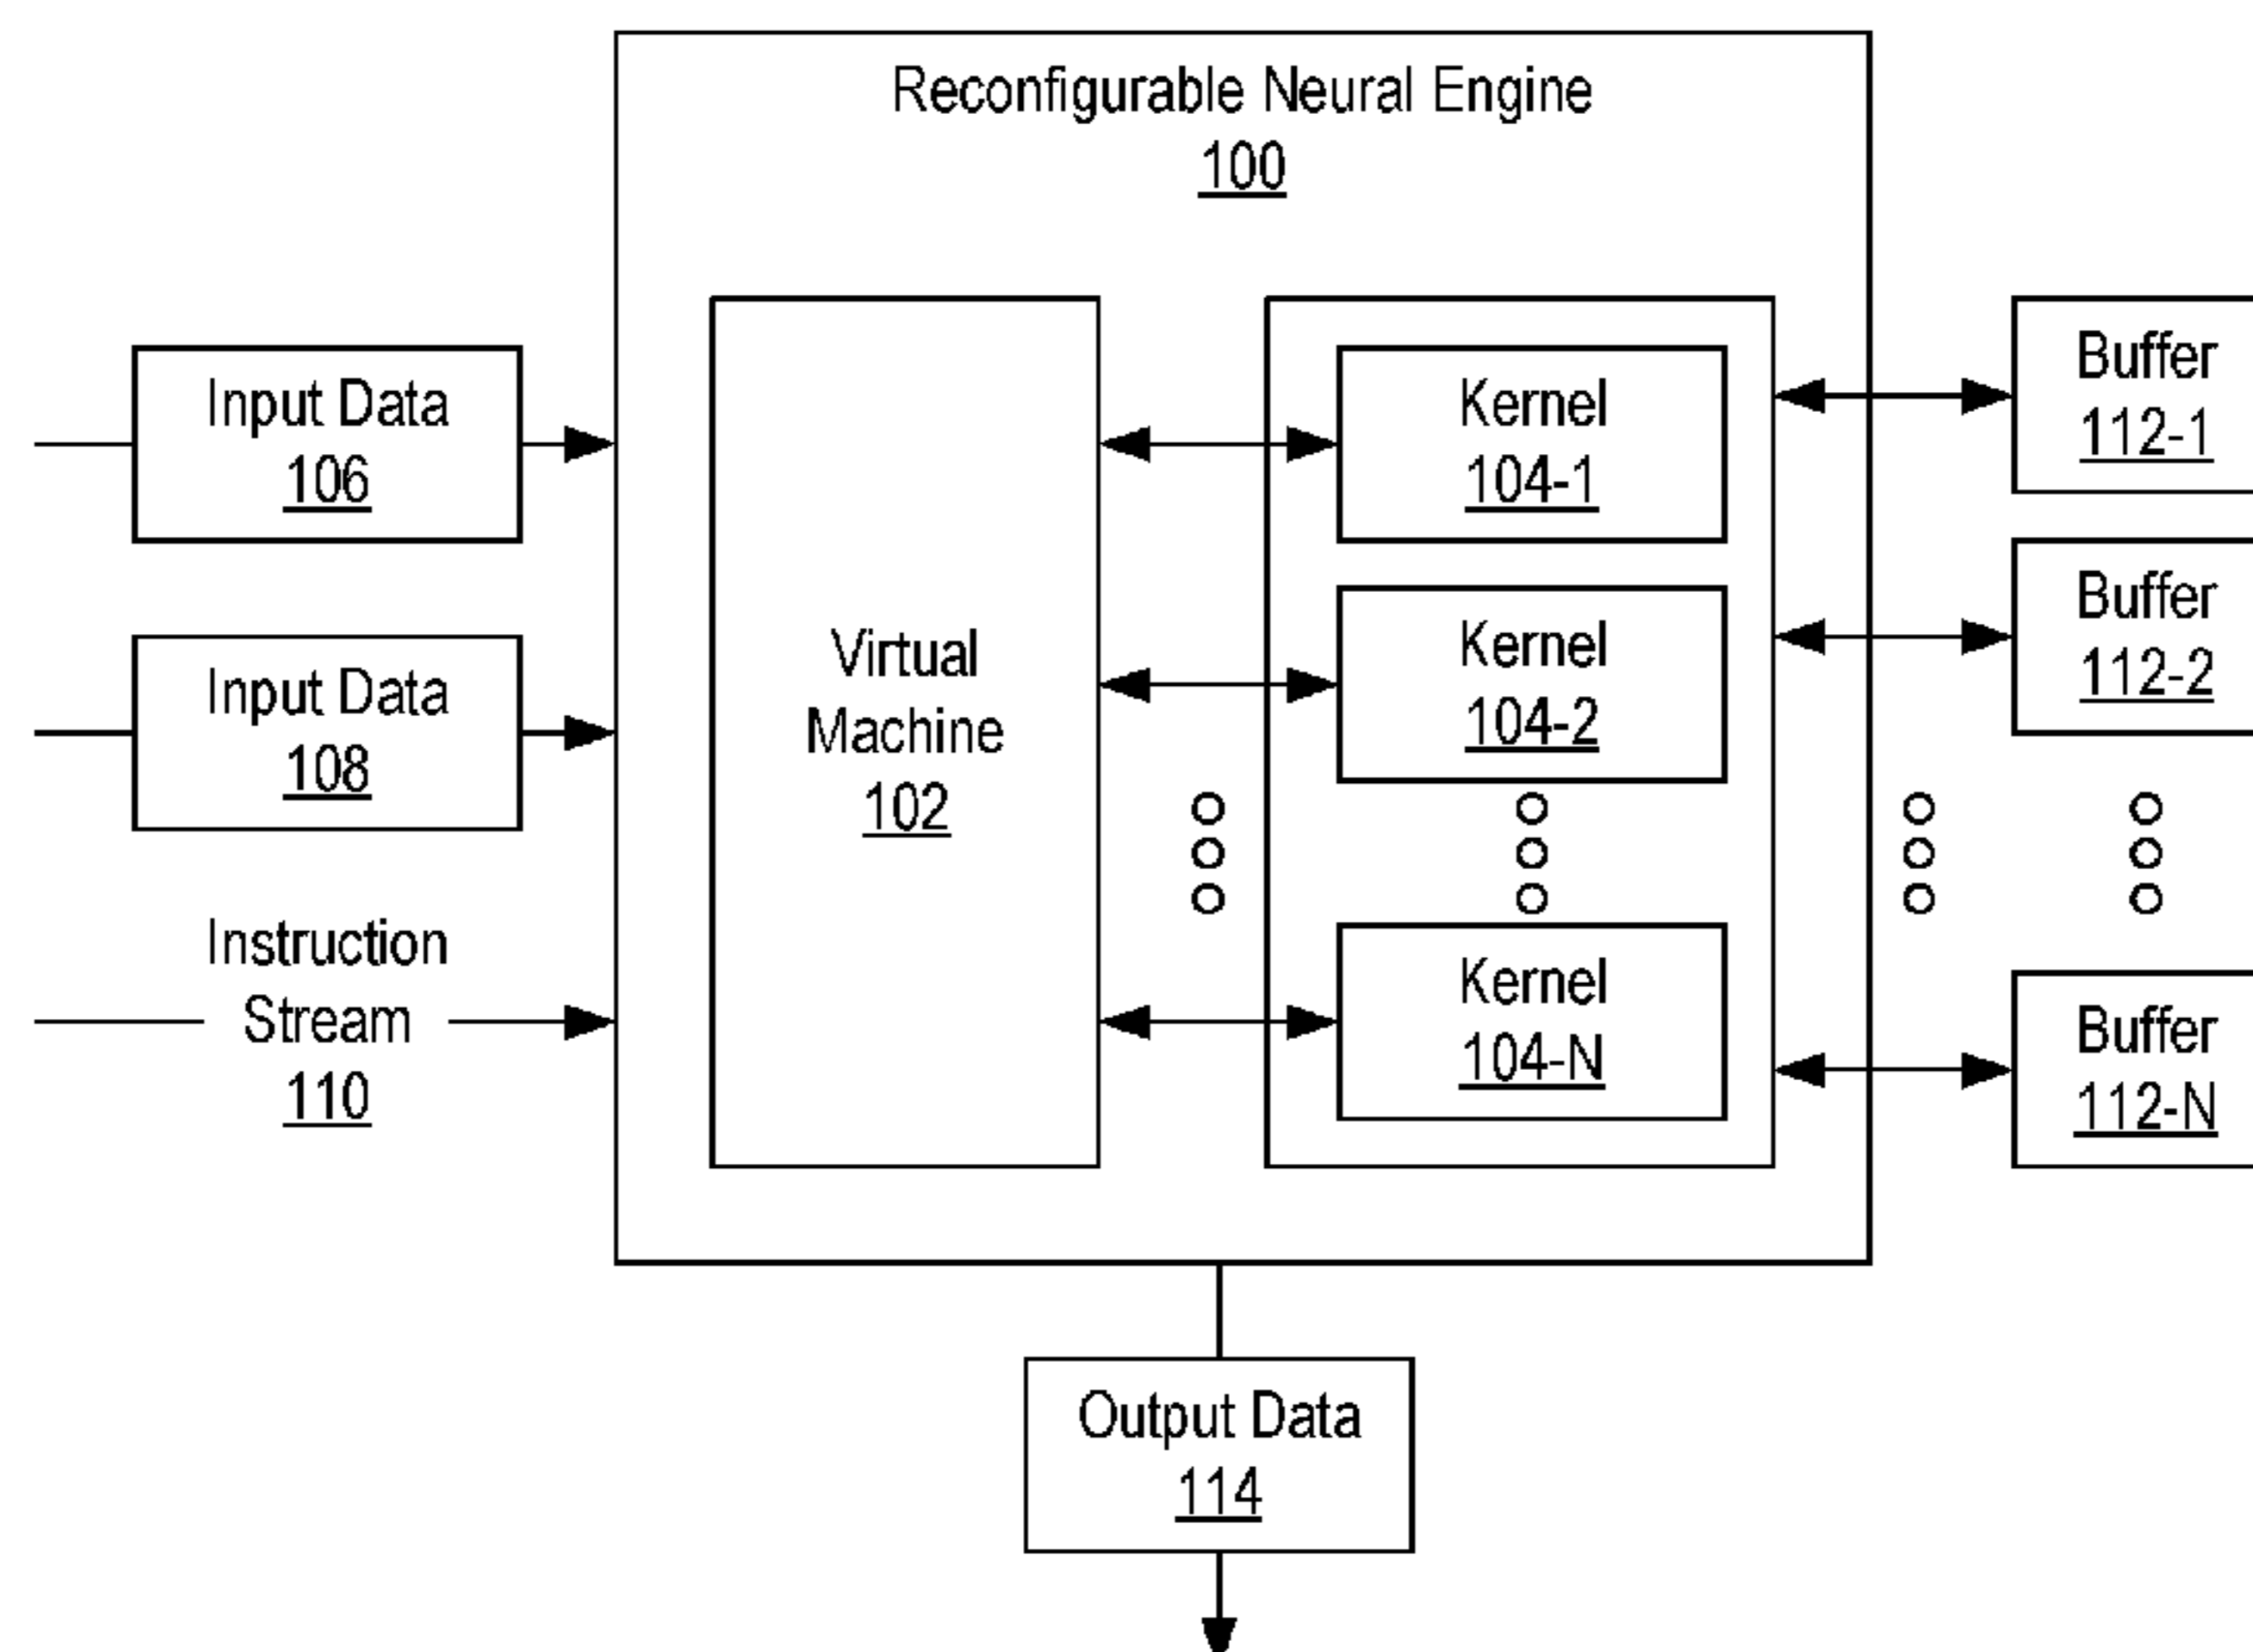 Reconfigurable Neural Engine
100
Input Data
106
Input Data
108
Instruction
Stream
110
Virtual
Machine
102
Kernel
104-1
Kernel
104-2
Kernel
104-N
Buffer
112-1
Buffer
112-2
Buffer
112-N
Output Data
114